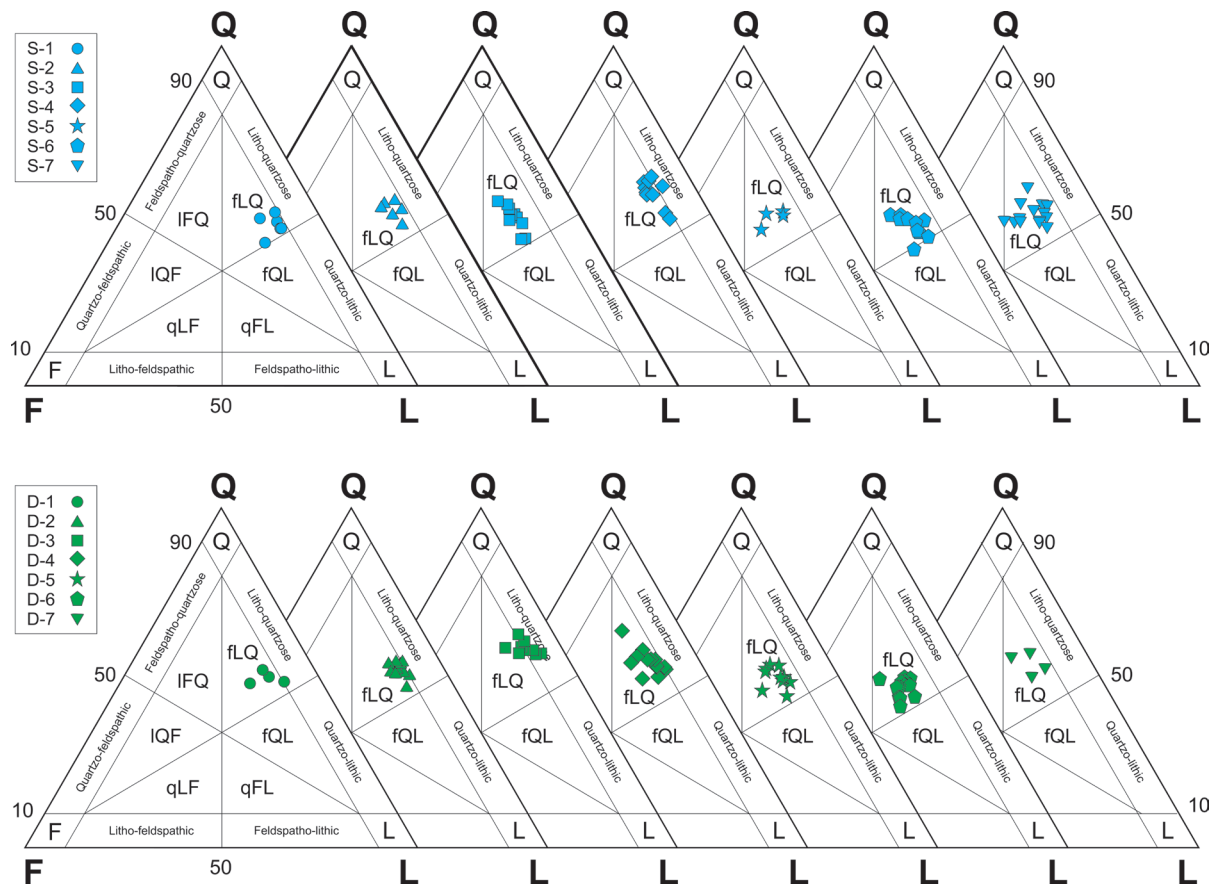 Q Q Q Q Q Q Q
S-1
S-2
S-3
S-4
S-5
S-6
S-7
90 Q Q Q Q Q Q Q 90
Feldspatho-quartzose Litho-quartzose Litho-quartzose Litho-quartzose Litho-quartzose Litho-quartzose Litho-quartzose Litho-quartzose
50 lFQ fLQ fLQ fLQ fLQ fLQ fLQ fLQ 50
Quartzo-feldspathic lQF fQL fQL fQL fQL fQL fQL fQL
Quartzo-lithic Quartzo-lithic Quartzo-lithic Quartzo-lithic Quartzo-lithic Quartzo-lithic Quartzo-lithic
qLF qFL
10 F Litho-feldspathic Feldspatho-lithic L L L L L L L 10
F 50 L L L L L L L
Q Q Q Q Q Q Q
D-1
D-2
D-3
D-4
D-5
D-6
D-7
90 Q Q Q Q Q Q Q 90
Feldspatho-quartzose Litho-quartzose Litho-quartzose Litho-quartzose Litho-quartzose Litho-quartzose Litho-quartzose Litho-quartzose
50 lFQ fLQ fLQ fLQ fLQ fLQ fLQ fLQ 50
Quartzo-feldspathic lQF fQL fQL fQL fQL fQL fQL fQL
Quartzo-lithic Quartzo-lithic Quartzo-lithic Quartzo-lithic Quartzo-lithic Quartzo-lithic Quartzo-lithic
qLF qFL
10 F Litho-feldspathic Feldspatho-lithic L L L L L L L 10
F 50 L L L L L L L